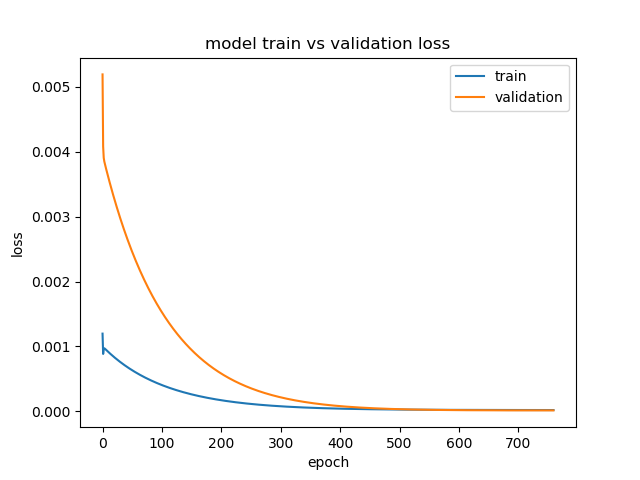 model train vs validation loss
train
validation
0.005
0.004
0.003
0.002
0.001
0.000
loss
0 100 200 300 400 500 600 700
epoch